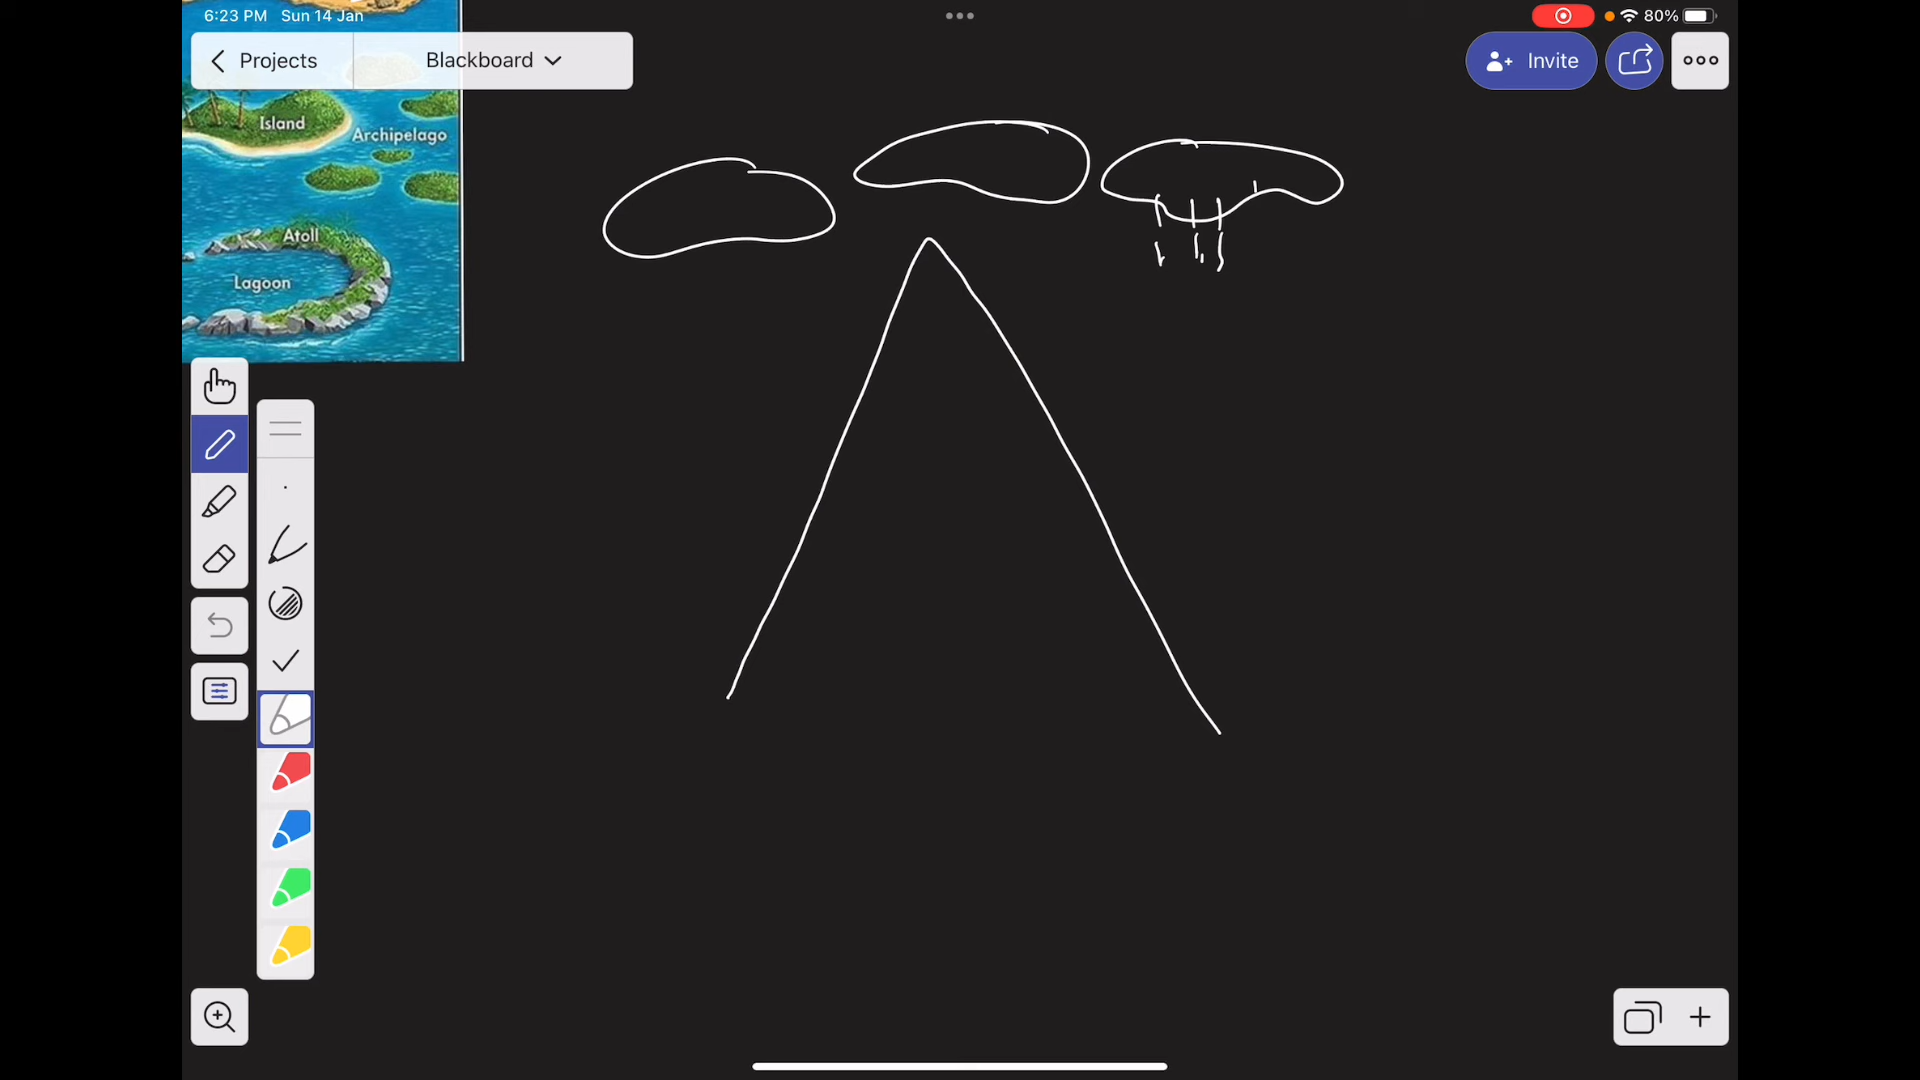 6:23 PM Sun 14 Jan
80%
Projects
Blackboard
Invite
Island
Archipelago
Atoll
Lagoon